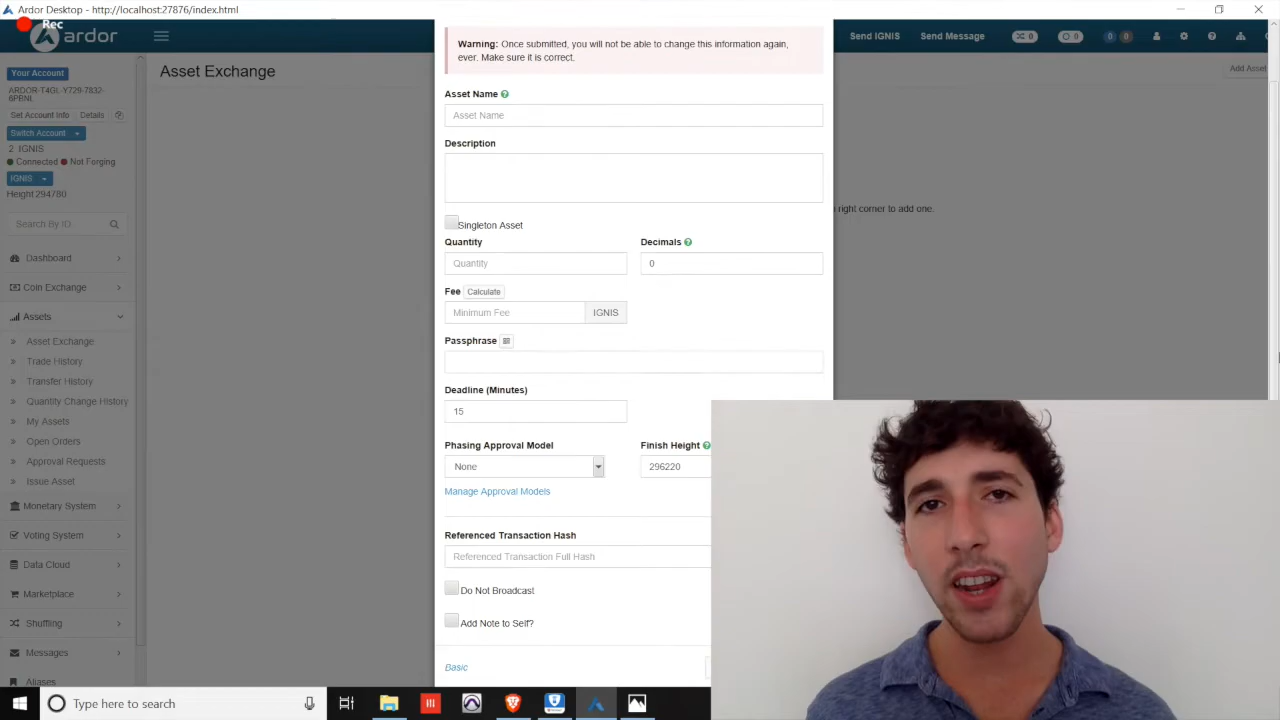 Ardor Desktop - http://localhost:27876/index.html
Rec
ardor
Send IGNIS
Send Message
0
0
0
0
Your Account
ARDOR-T4GL-Y729-7832-
6PBNL
Set Account Info
Details
Switch Account
2 IGNIS
Connected
Not Forging
IGNIS
Height 294780
Search By ID
Dashboard
Coin Exchange
Assets
Asset Exchange
Trade History
Transfer History
Quantity Change History
My Assets
Open Orders
Approval Requests
Issue Asset
Monetary System
Voting System
Data Cloud
Marketplace
Shuffling
Messages
Aliases
Asset Exchange
Add Asset
right corner to add one.
Warning: Once submitted, you will not be able to change this information again,
ever. Make sure it is correct.
Asset Name
Asset Name
Description
Singleton Asset
Quantity
Decimals
Quantity
0
Fee
Calculate
Minimum Fee
IGNIS
Passphrase
Deadline (Minutes)
15
Phasing Approval Model
Finish Height
None
296220
Manage Approval Models
Referenced Transaction Hash
Referenced Transaction Full Hash
Do Not Broadcast
Add Note to Self?
Basic
Type here to search